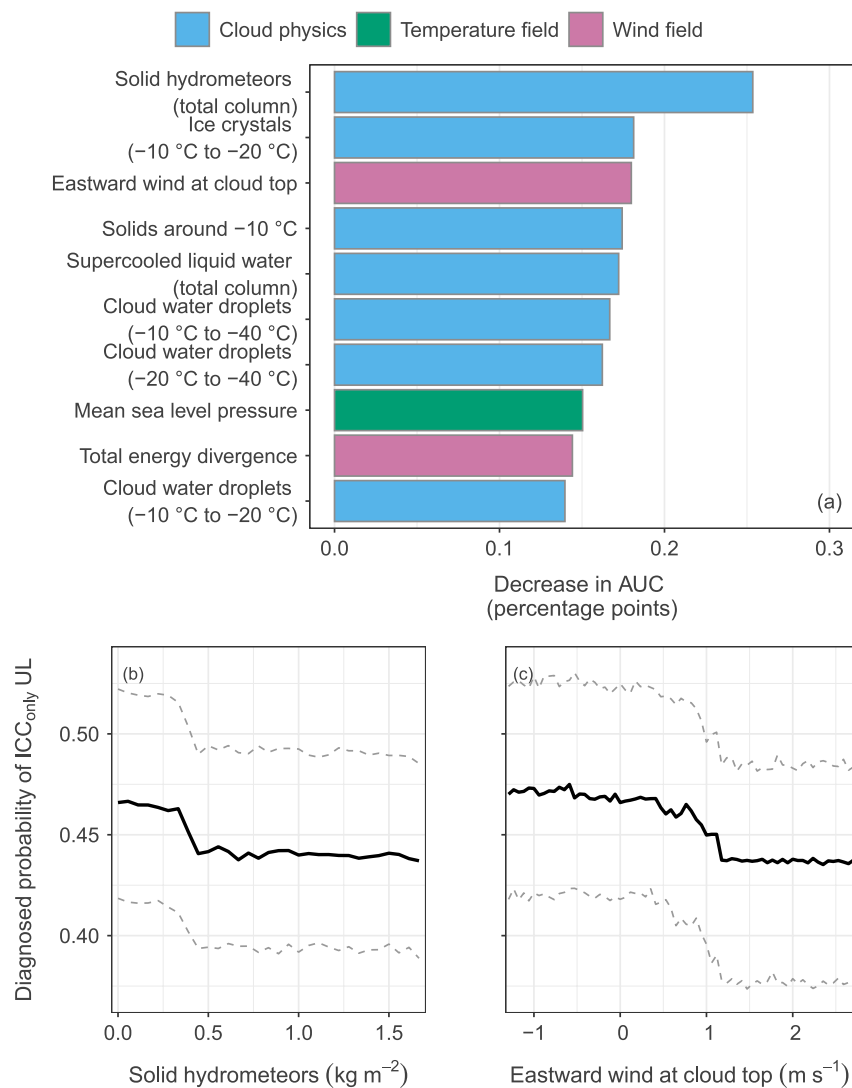 Cloud physics Temperature field Wind field
Solid hydrometeors
(total column)
Ice crystals
(−10 °C to −20 °C)
Eastward wind at cloud top
Solids around −10 °C
Supercooled liquid water
(total column)
Cloud water droplets
(−10 °C to −40 °C)
Cloud water droplets
(−20 °C to −40 °C)
Mean sea level pressure
Total energy divergence
Cloud water droplets
(−10 °C to −20 °C)
(a)
0.0 0.1 0.2 0.3
Decrease in AUC
(percentage points)
Diagnosed probability of ICConly UL
(b)
0.50
0.45
0.40
0.0 0.5 1.0 1.5
Solid hydrometeors (kg m−2)
(c)
−1 0 1 2
Eastward wind at cloud top (m s−1)